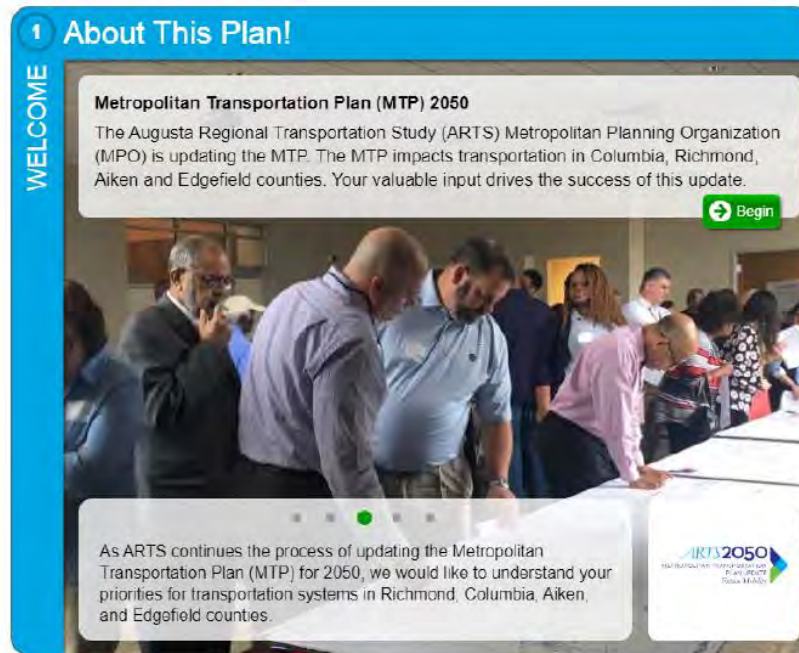 1 About This Plan!
WELCOME
Metropolitan Transportation Plan (MTP) 2050
The Augusta Regional Transportation Study (ARTS) Metropolitan Planning Organization
(MPO) is updating the MTP. The MTP impacts transportation in Columbia, Richmond,
Aiken and Edgefield counties. Your valuable input drives the success of this update.
Begin
As ARTS continues the process of updating the Metropolitan
Transportation Plan (MTP) for 2050, we would like to understand your
priorities for transportation systems in Richmond, Columbia, Aiken,
and Edgefield counties.
ARTS2050
METROPOLITAN TRANSPORTATION
PLAN UPDATE